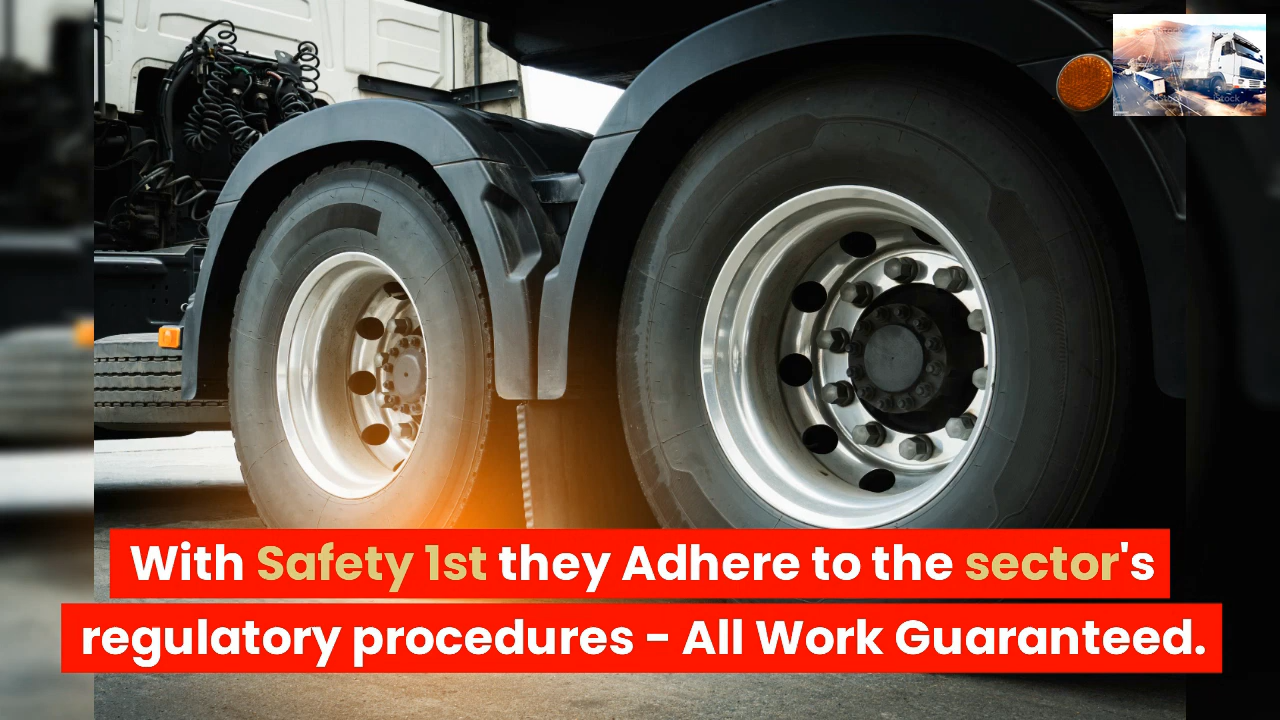 With Safety 1st they Adhere to the sector's
regulatory procedures - All Work Guaranteed.